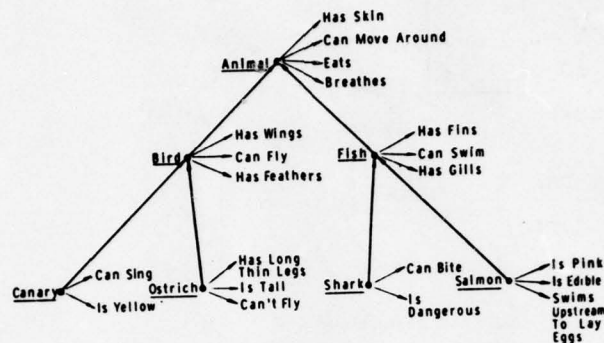 Has Skin
Can Move Around
Animal
Eats
Breathes
Has Wings
Bird
Can Fly
Has Feathers
Has Fins
Fish
Can Swim
Has Gills
Can Sing
Canary
Is Yellow
Has Long
Thin Legs
Ostrich
Is Tall
Can't Fly
Can Bite
Shark
Is
Dangerous
Is Pink
Salmon
Is Edible
Swims
Upstream
To Lay
Eggs